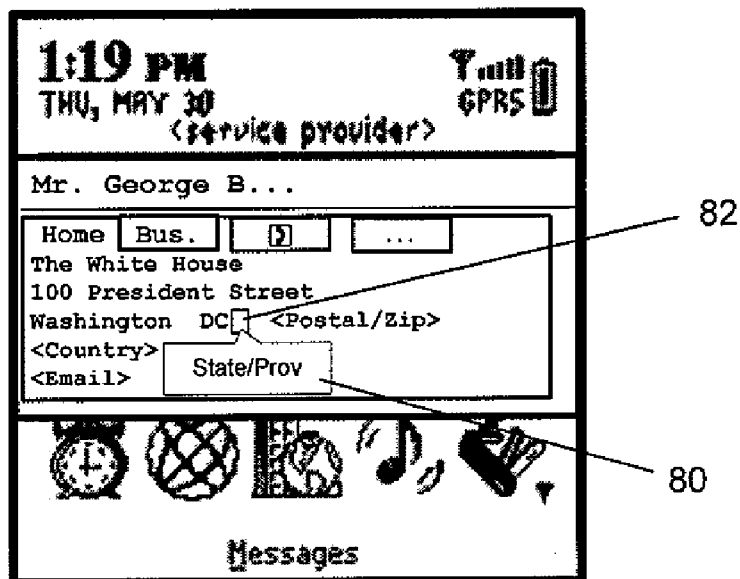 1:19 PM
THU, MAY 30
GPRS
<service provider>
Mr. George B...
Home Bus. ...
The White House
100 President Street
Washington DC <Postal/Zip>
<Country>
State/Prov
<Email>
Messages
82
80